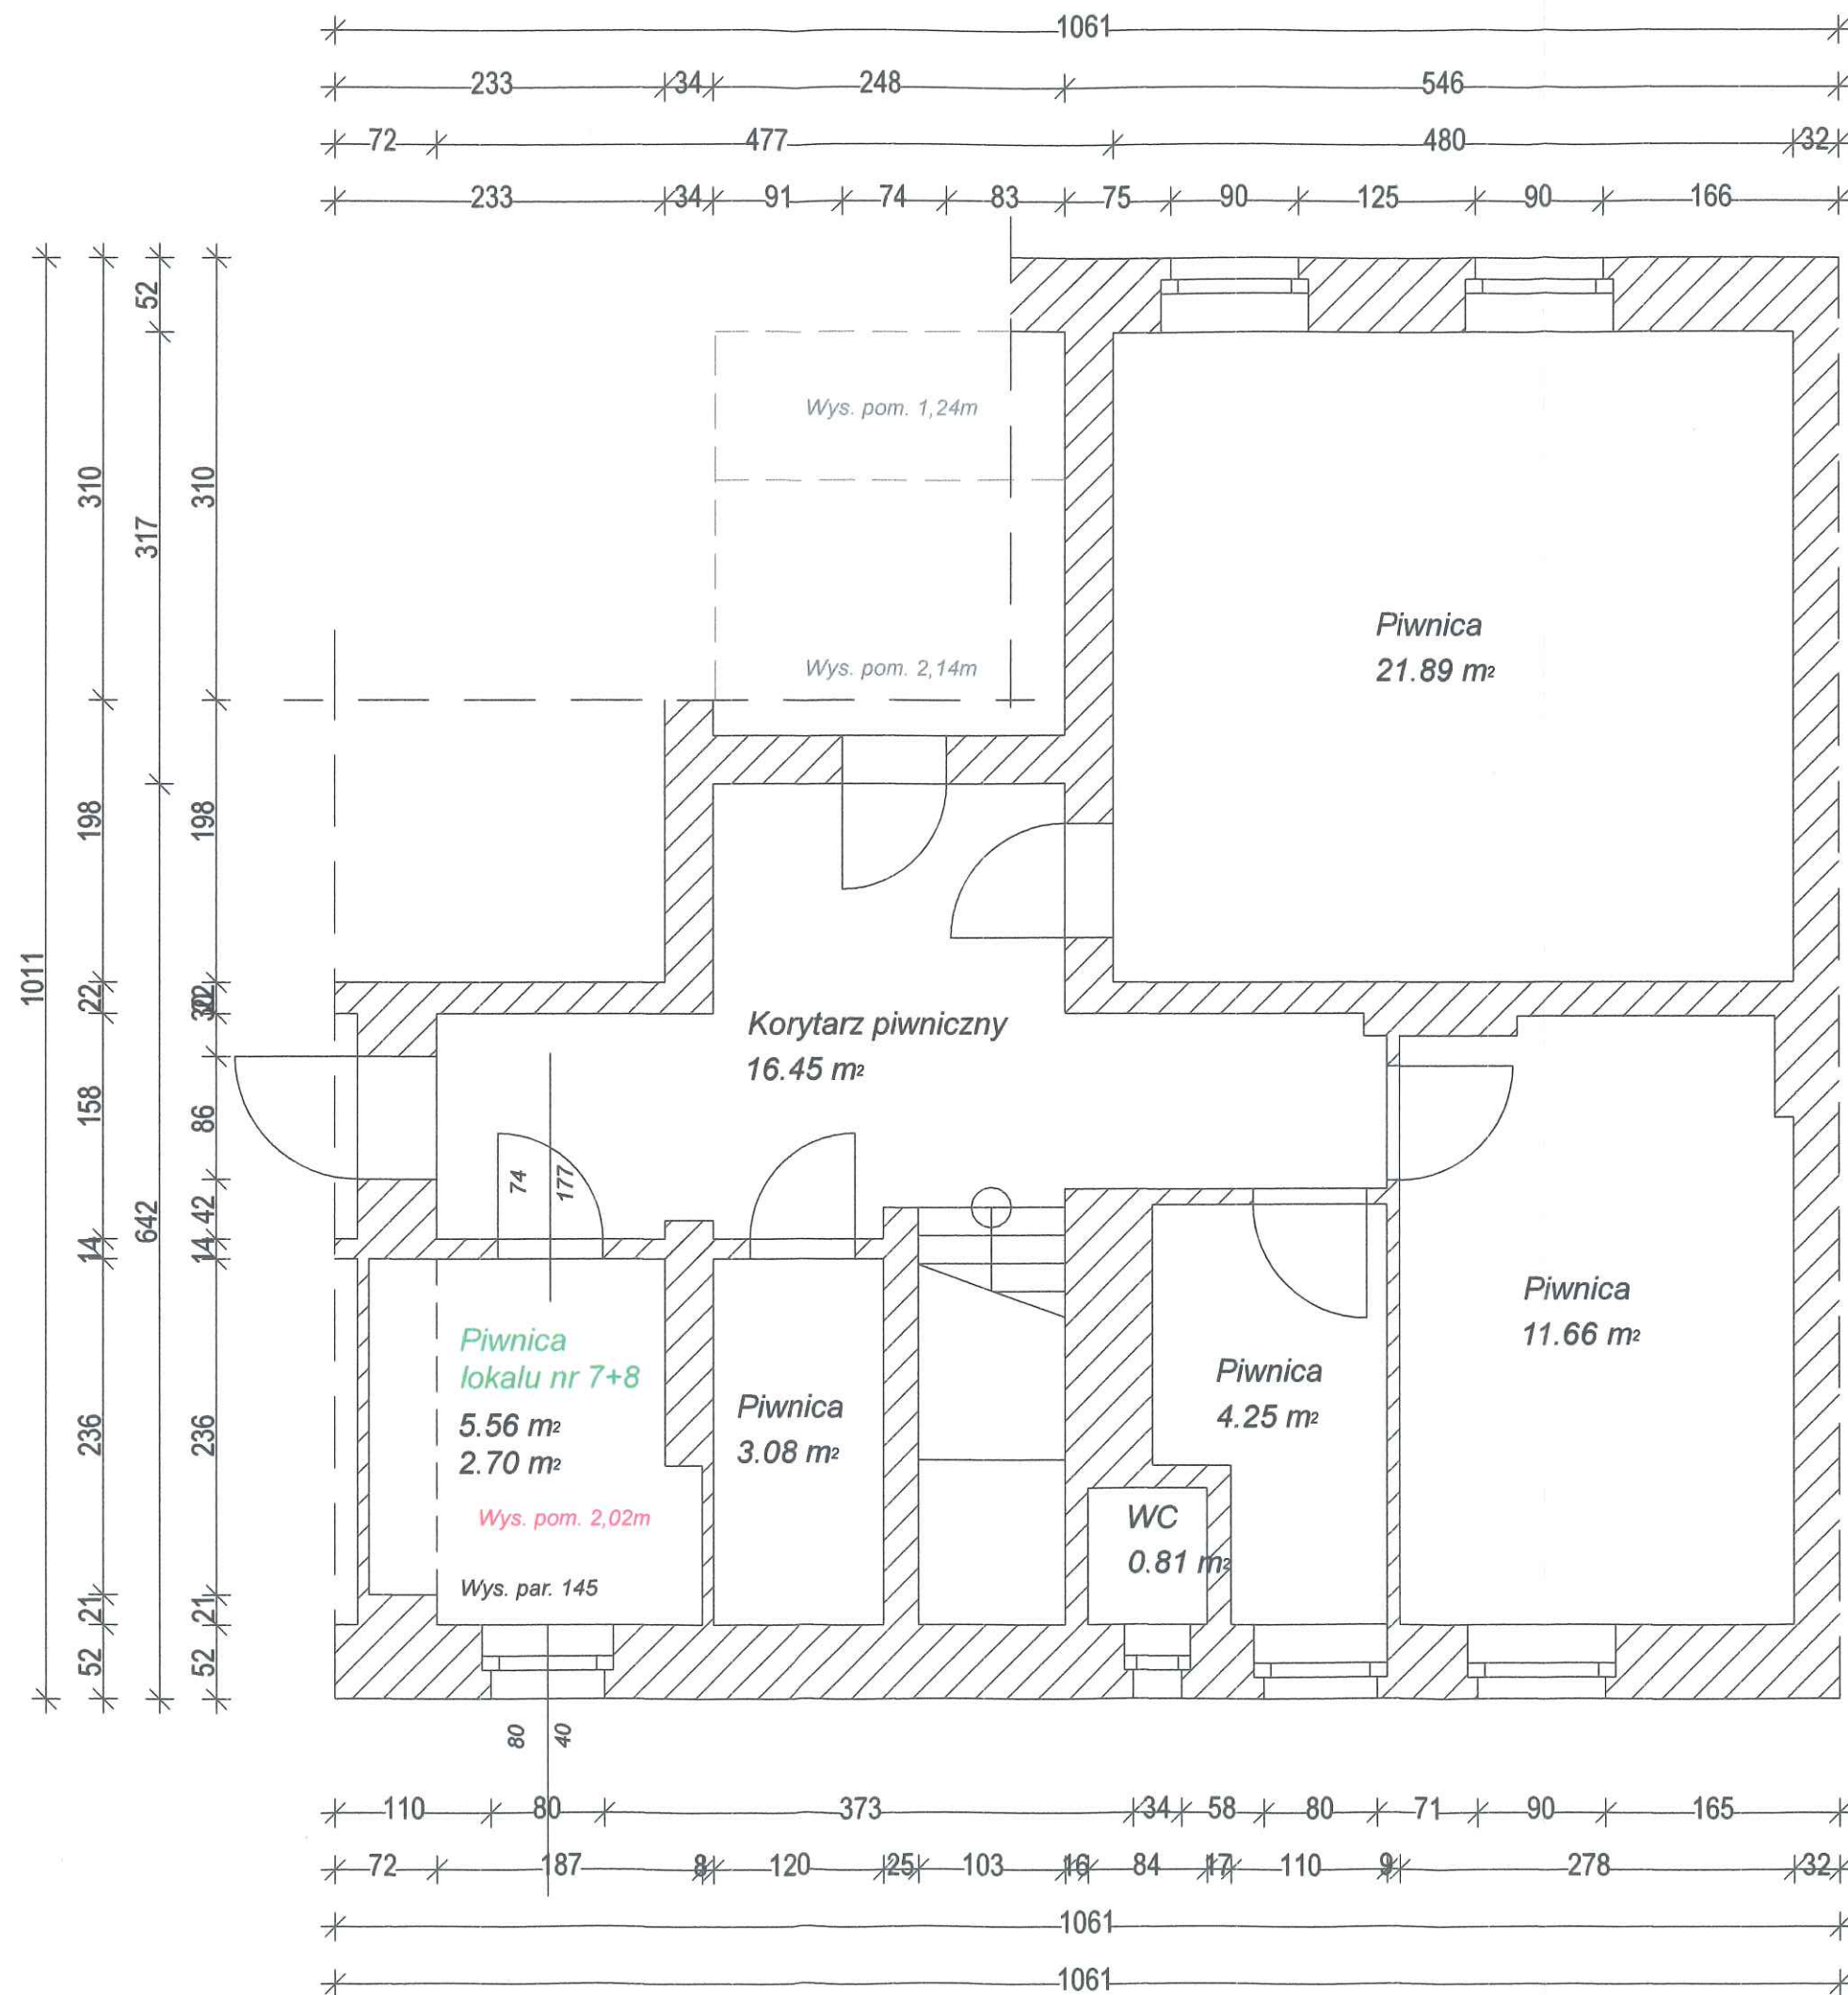 1061
233 34 248 546
72 477 480 32
233 34 91 74 83 75 90 125 90 166
52
310
310
317
198
198
1011
22
22
158
86
642
42
14
14
236
236
21
21
52
52
Wys. pom. 1,24m
Wys. pom. 2,14m
Piwnica
21.89 m²
Korytarz piwniczny
16.45 m²
74
177
Piwnica
lokalu nr 7+8
5.56 m²
2.70 m²
Wys. pom. 2,02m
Wys. par. 145
Piwnica
3.08 m²
WC
0.81 m²
Piwnica
4.25 m²
Piwnica
11.66 m²
80
40
110 80 373 34 58 80 71 90 165
72 187 8 120 25 103 16 84 17 110 9 278 32
1061
1061